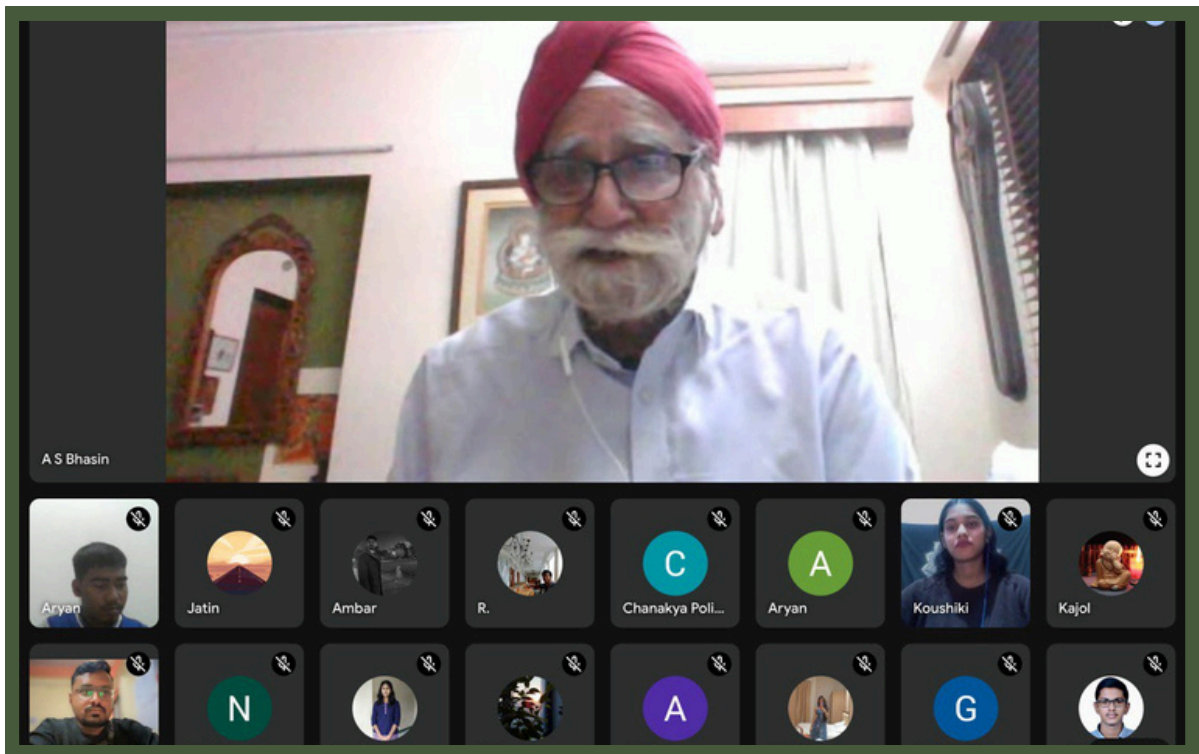 A S Bhasin
Aryan
Jatin
Ambar
R.
C
Chanakya Poli...
A
Aryan
Koushiki
Kajol
N
A
G